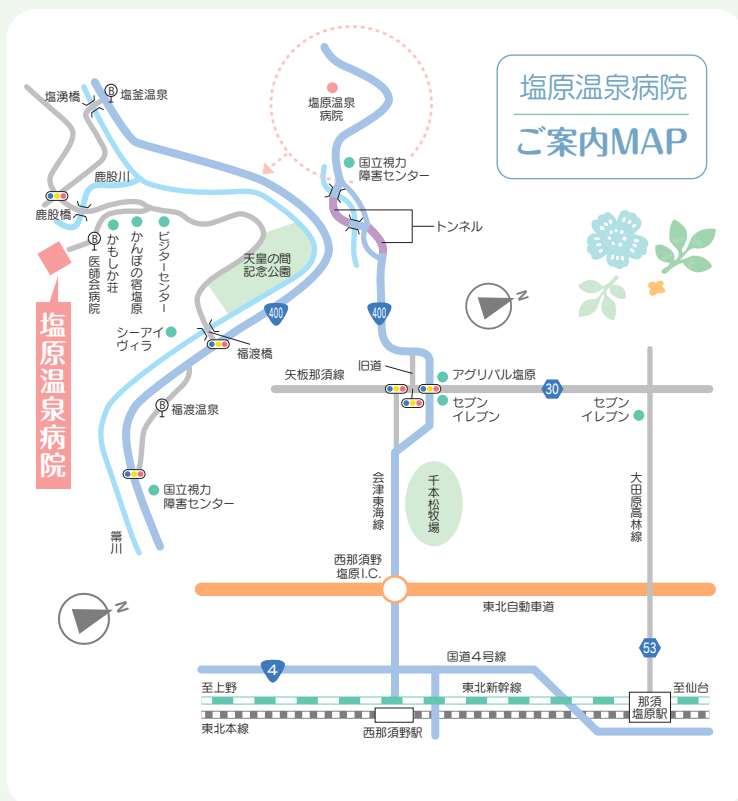 塩原温泉病院
ご案内MAP
塩湧橋
B
塩釜温泉
塩原温泉
病院
国立視力
障害センター
鹿股川
鹿股橋
トンネル
B
医師会病院
かもしか荘
かんぽの宿塩原
ビジターセンター
天皇の間
記念公園
N
塩原温泉病院
シーアイ
ヴィラ
400
400
福渡橋
旧道
矢板那須線
アグリパル塩原
30
セブン
イレブン
セブン
イレブン
B
福渡温泉
国立視力
障害センター
箒川
会津東海線
千本松牧場
大田原高林線
西那須野
塩原I.C.
東北自動車道
N
国道4号線
53
4
至上野
東北新幹線
那須
塩原駅
至仙台
東北本線
西那須野駅